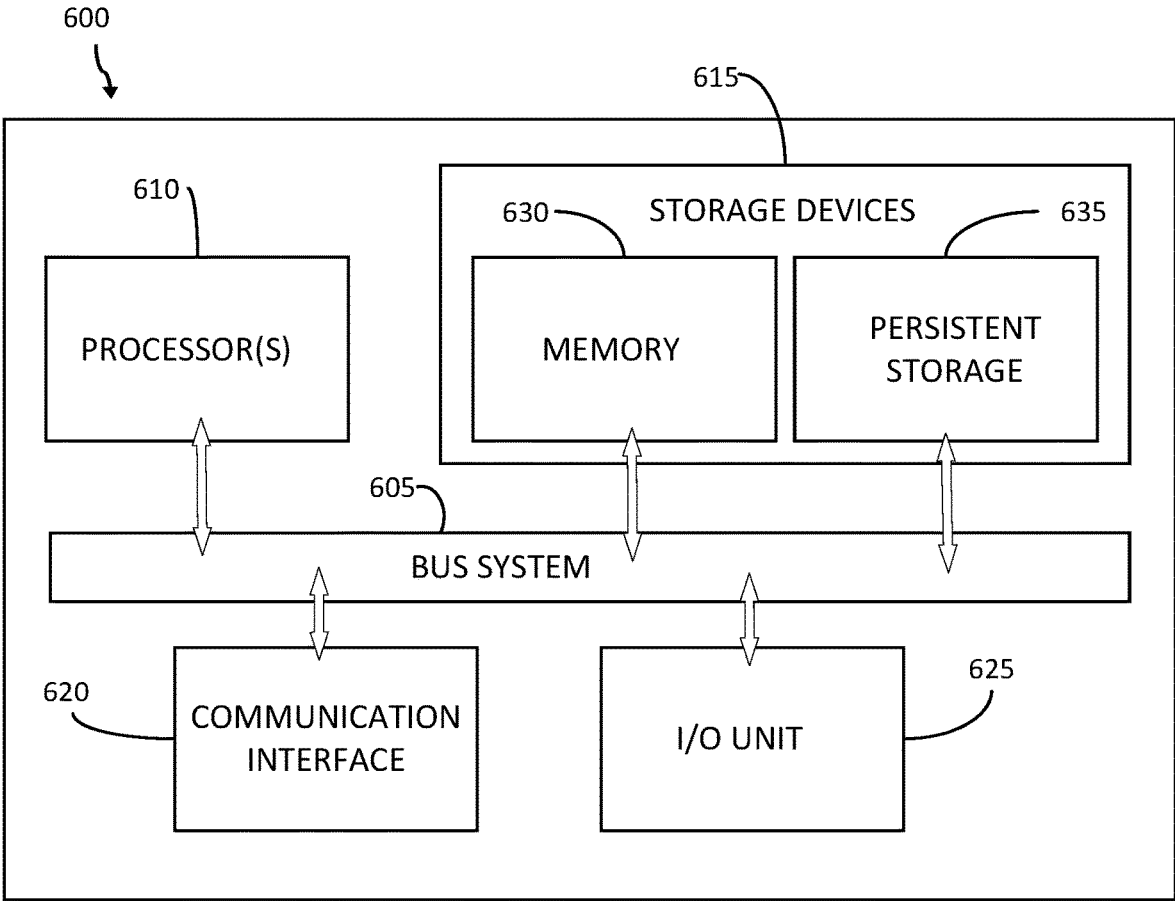 600
615
610
630
STORAGE DEVICES
635
PROCESSOR(S)
MEMORY
PERSISTENT
STORAGE
605
BUS SYSTEM
620
COMMUNICATION
INTERFACE
I/O UNIT
625